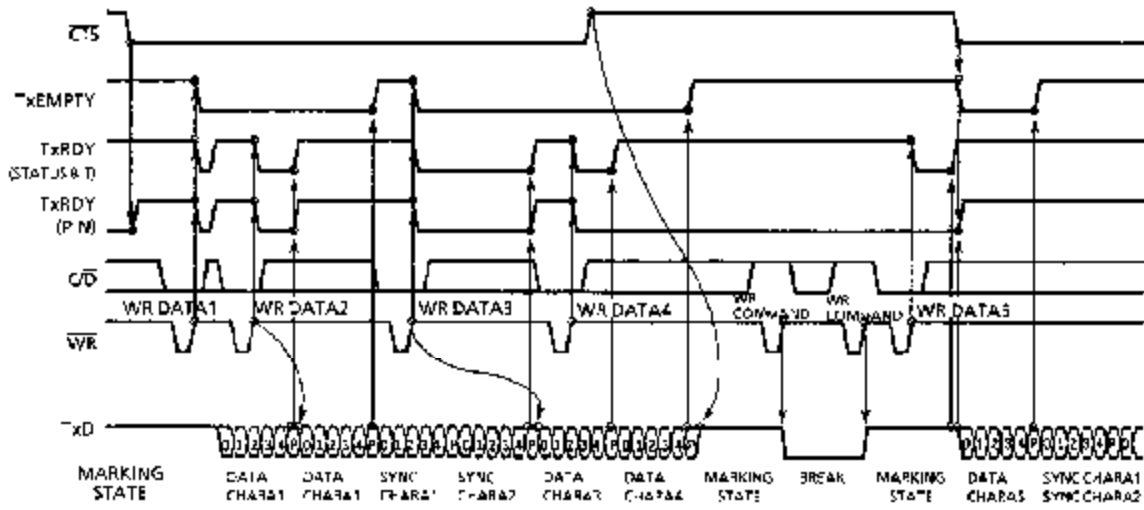 CTS
TxEMPTY
TxRDY
(STATUS BIT)
TxRDY
(PIN)
C/D
WR DATA1 WR DATA2 WR DATA3 WR DATA4 WR COMMAND WR COMMAND WR DATA5
WR
TxD
MARKING STATE
DATA CHARA1
DATA CHARA1
SYNC CHARA1
SYNC CHARA2
DATA CHARA3
DATA CHARA4
MARKING STATE
BREAK
MARKING STATE
DATA CHARA5
SYNC CHARA1
SYNC CHARA2